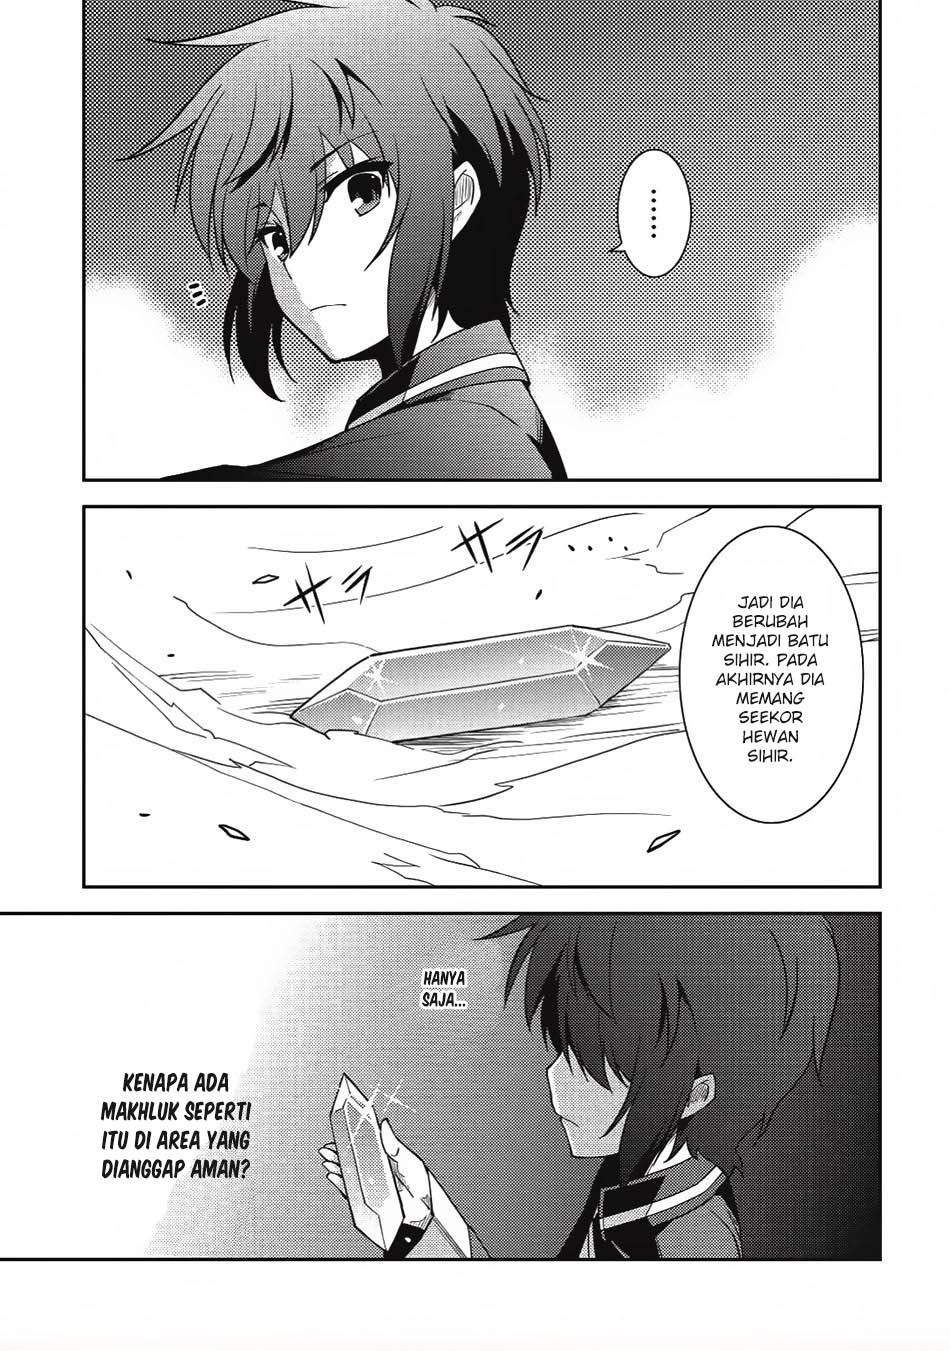 ......
JADI DIA
BERUBAH
MENJADI BATU
SIHIR. PADA
AKHIRNYA DIA
MEMANG
SEEKOR
HEWAN
SIHIR.
HANYA
SAJA...
KENAPA ADA
MAKHLUK SEPERTI
ITU DI AREA YANG
DIANGGAP AMAN?